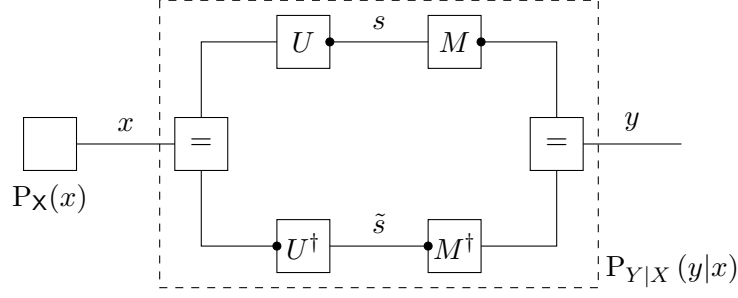 U s M
x = = y
P_X(x)
U† s̃ M†
P_{Y|X} (y|x)